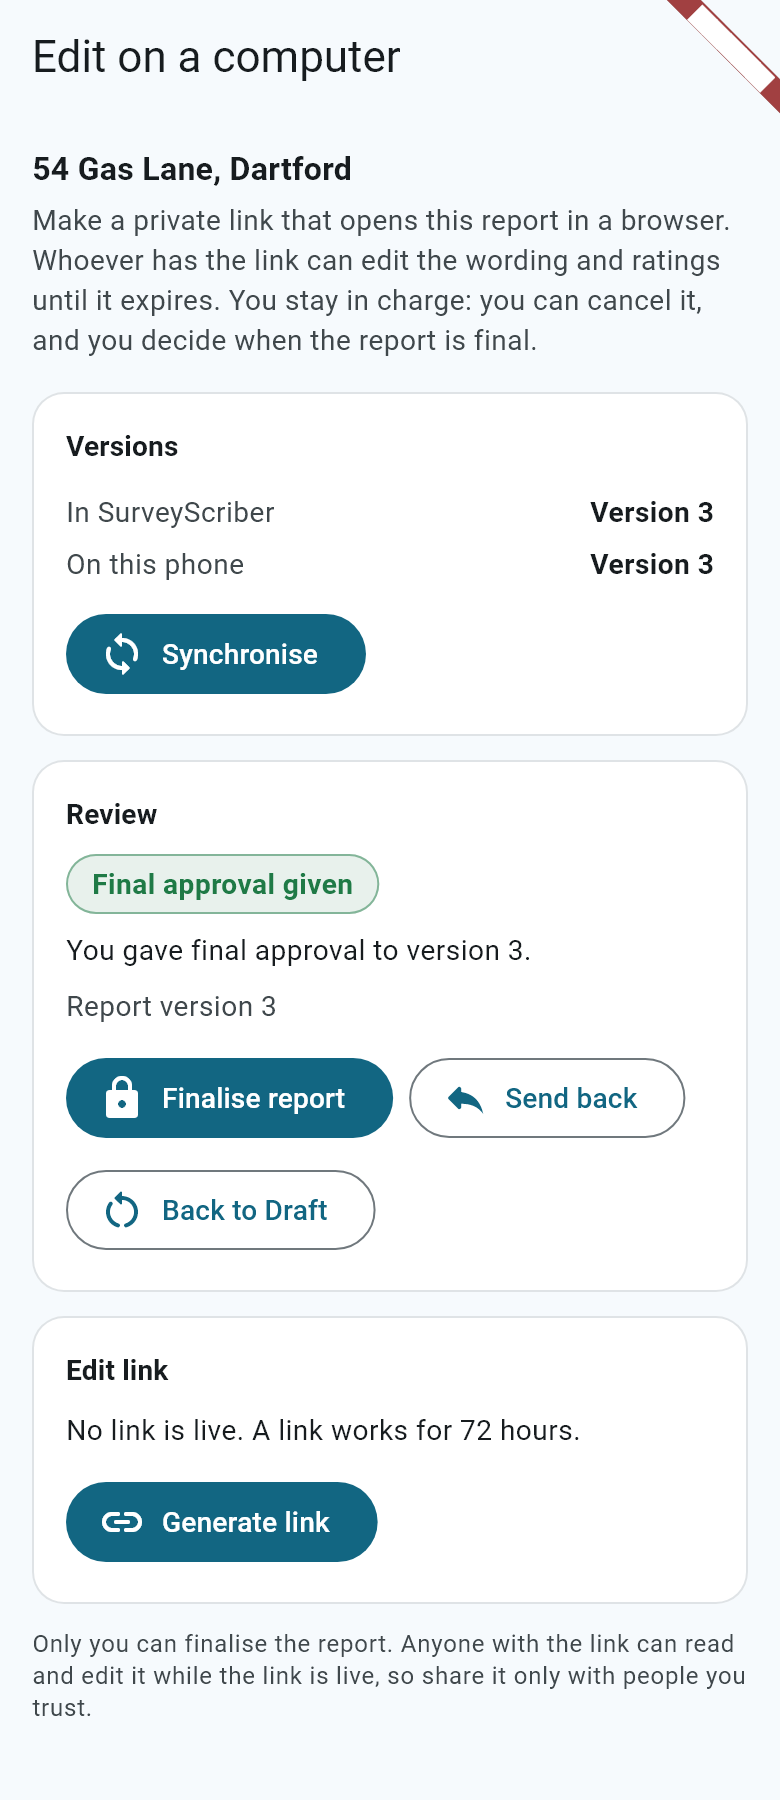 Edit on a computer
54 Gas Lane, Dartford
Make a private link that opens this report in a browser.
Whoever has the link can edit the wording and ratings
until it expires. You stay in charge: you can cancel it,
and you decide when the report is final.
Versions
In SurveyScriber Version 3
On this phone Version 3
Synchronise
Review
Final approval given
You gave final approval to version 3.
Report version 3
Finalise report Send back
Back to Draft
Edit link
No link is live. A link works for 72 hours.
Generate link
Only you can finalise the report. Anyone with the link can read
and edit it while the link is live, so share it only with people you
trust.